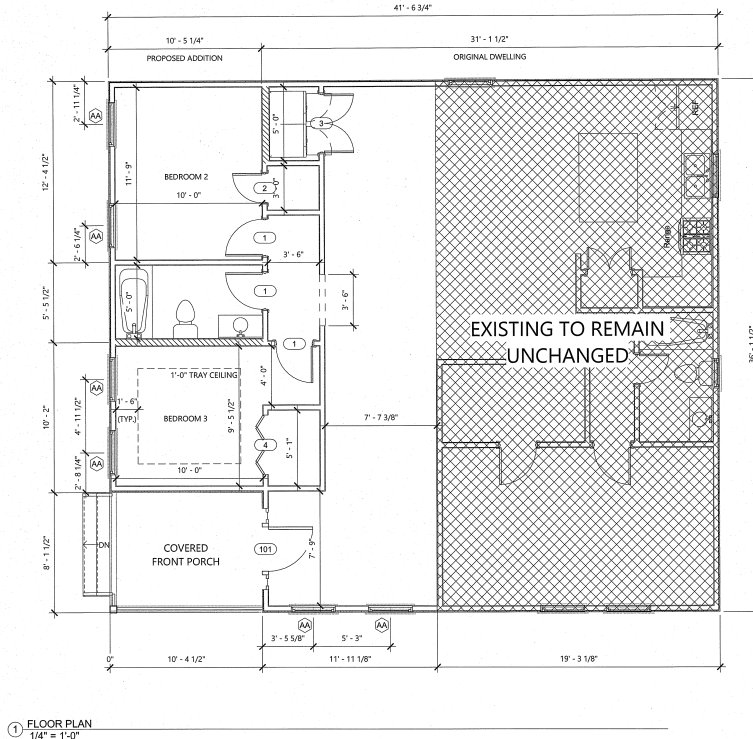 41' - 6 3/4"
10' - 5 1/4"
31' - 1 1/2"
PROPOSED ADDITION
ORIGINAL DWELLING
2' - 11 1/4"
AA
5' - 0"
3
REF
12' - 4 1/2"
11' - 9"
BEDROOM 2
10' - 0"
2
3' - 0"
2' - 6 1/4"
AA
1
3' - 6"
Range
5' - 5 1/2"
5' - 0"
1
3' - 6"
EXISTING TO REMAIN
UNCHANGED
36' - 1 1/2"
1
1'-0" TRAY CEILING
4' - 0"
AA
1' - 6"
(TYP.)
10' - 2"
4' - 11 1/2"
BEDROOM 3
9' - 5 1/2"
7' - 7 3/8"
4
5' - 1"
AA
2' - 8 1/4"
10' - 0"
DN
COVERED
FRONT PORCH
101
7' - 9"
8' - 1 1/2"
AA
AA
3' - 5 5/8"
5' - 3"
0"
10' - 4 1/2"
11' - 11 1/8"
19' - 3 1/8"
1
FLOOR PLAN
1/4" = 1'-0"